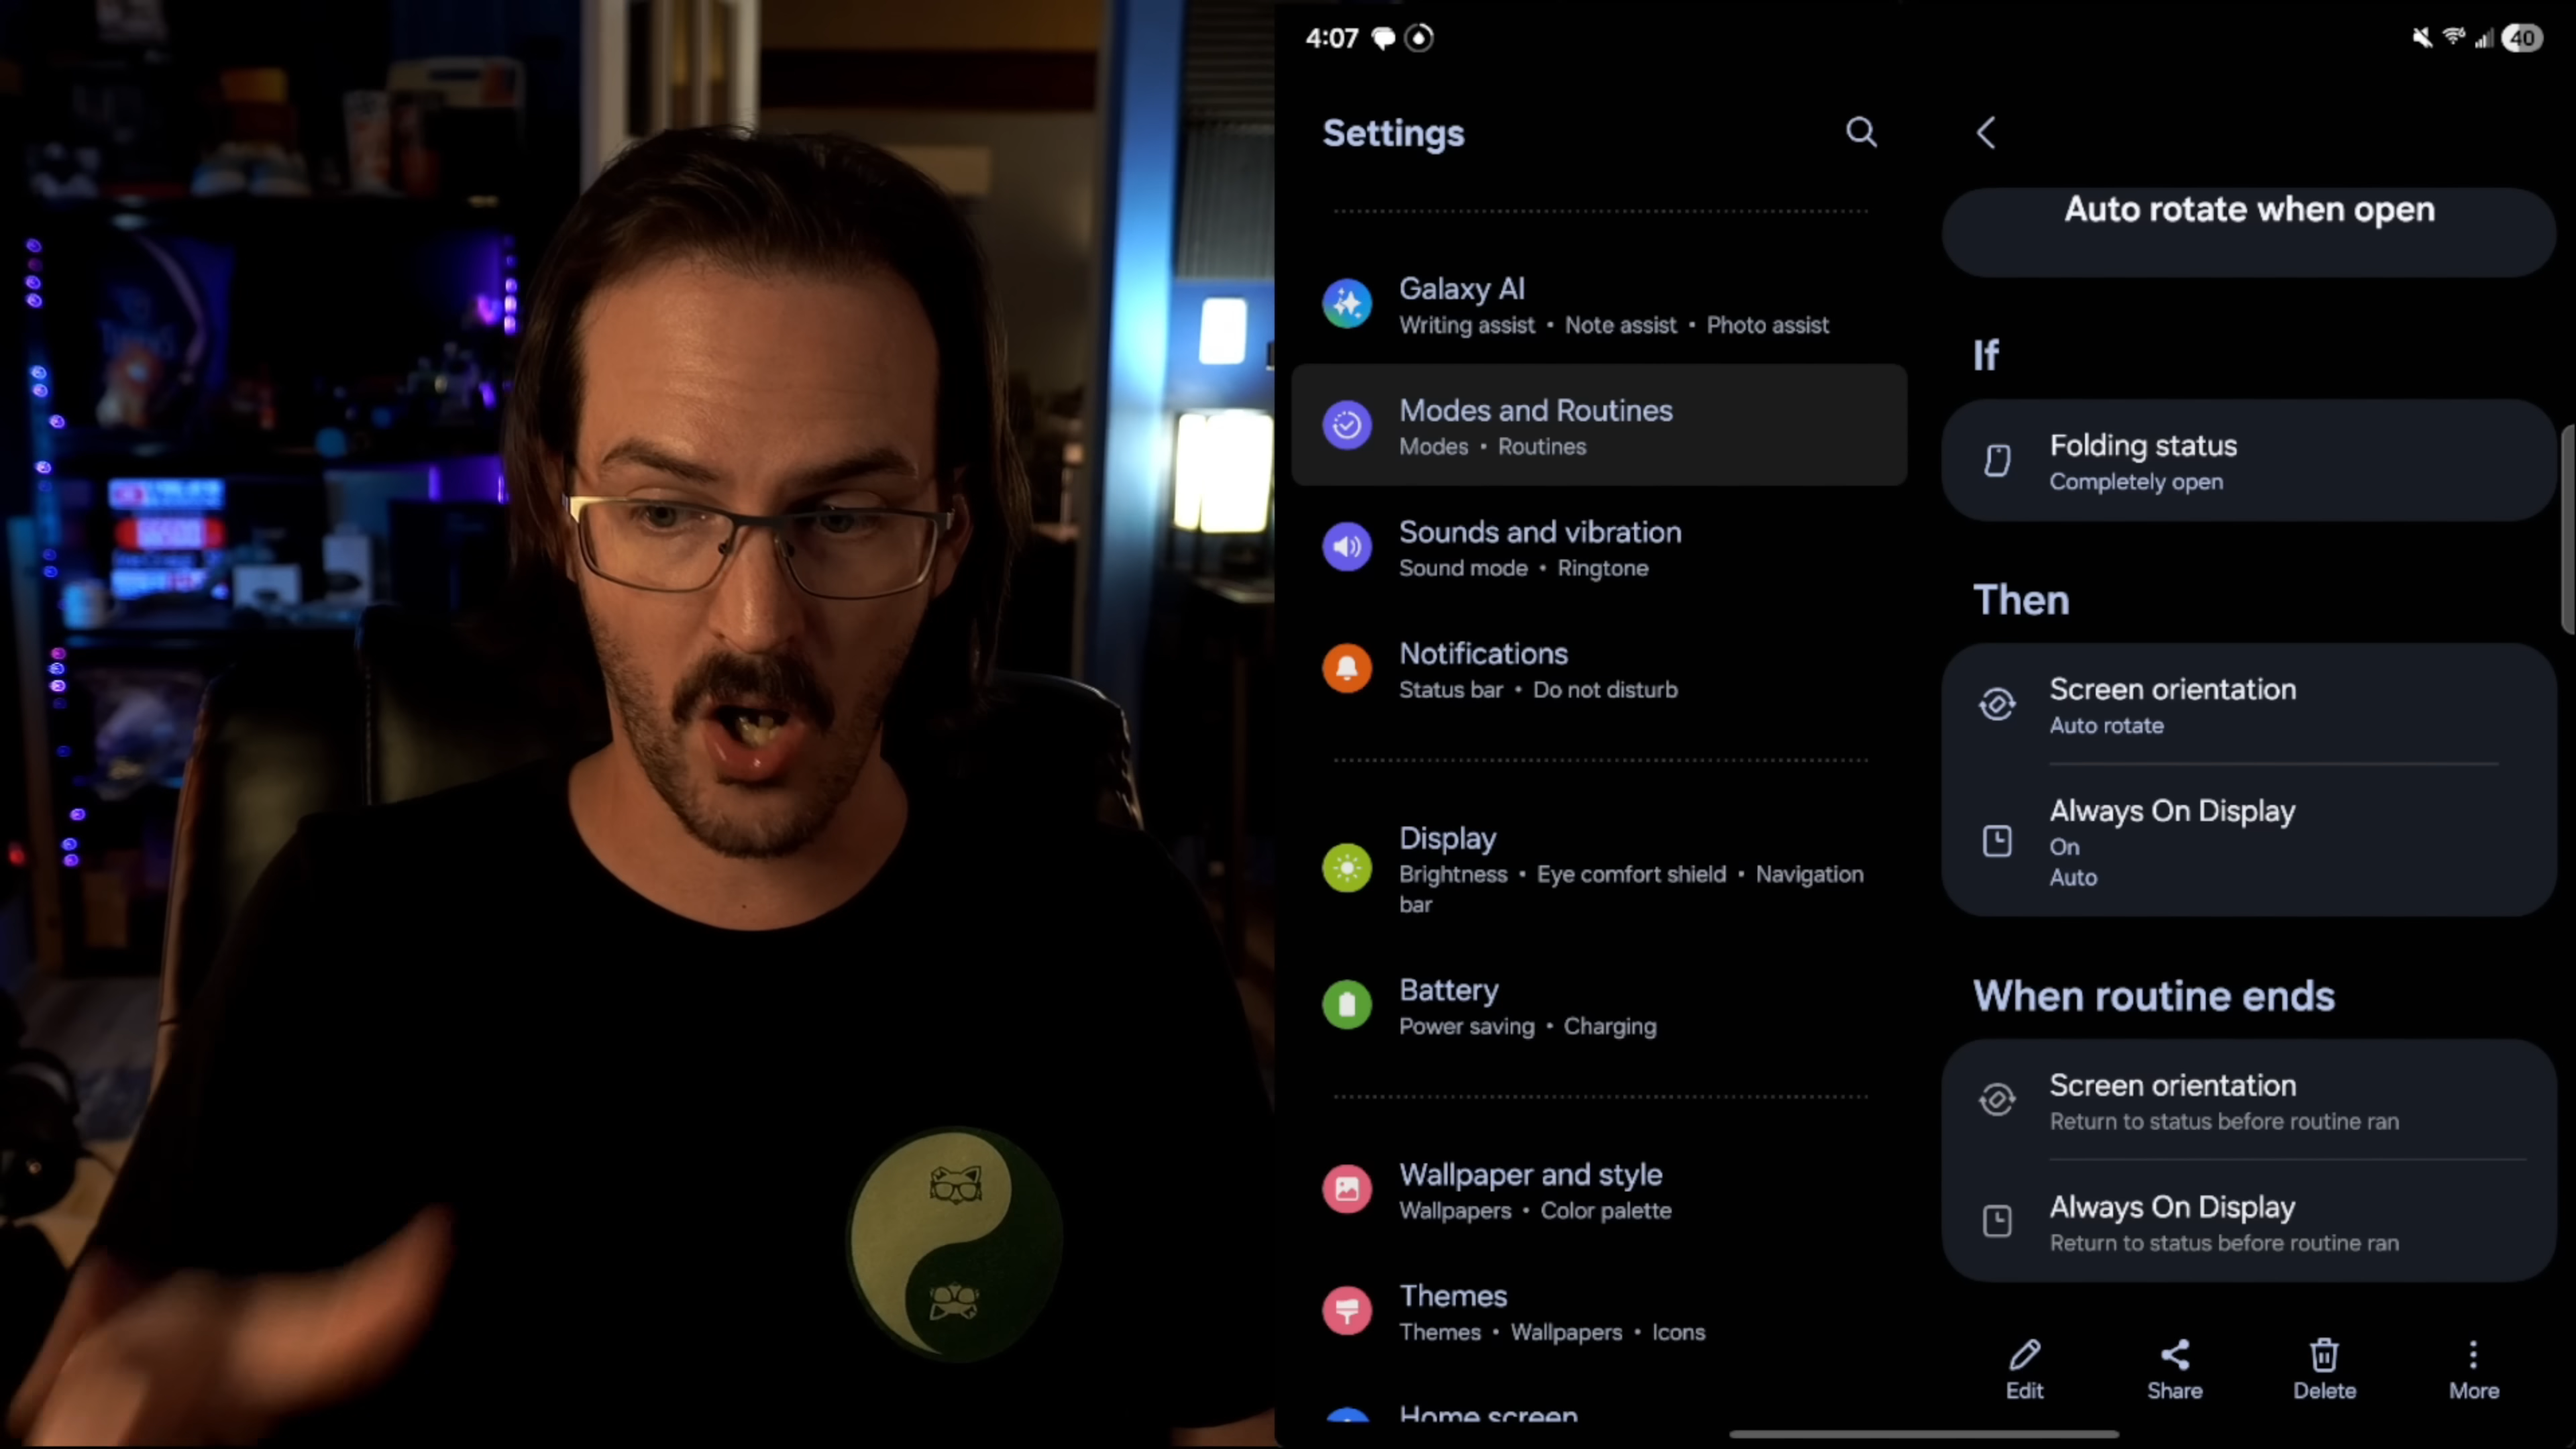 4:07
40
Settings
Galaxy AI
Writing assist • Note assist • Photo assist
Modes and Routines
Modes • Routines
Sounds and vibration
Sound mode • Ringtone
Notifications
Status bar • Do not disturb
Display
Brightness • Eye comfort shield • Navigation
bar
Battery
Power saving • Charging
Wallpaper and style
Wallpapers • Color palette
Themes
Themes • Wallpapers • Icons
Home screen
Auto rotate when open
If
Folding status
Completely open
Then
Screen orientation
Auto rotate
Always On Display
On
Auto
When routine ends
Screen orientation
Return to status before routine ran
Always On Display
Return to status before routine ran
Edit
Share
Delete
More